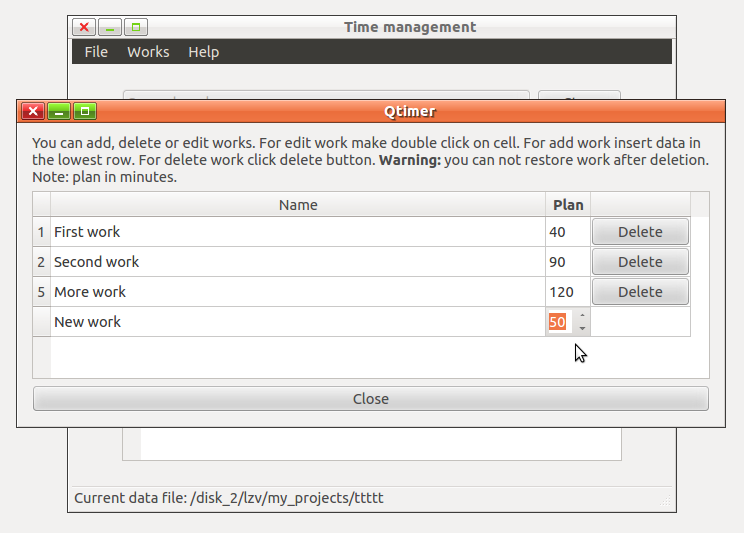 Time management
File Works Help
Qtimer
You can add, delete or edit works. For edit work make double click on cell. For add work insert data in
the lowest row. For delete work click delete button. Warning: you can not restore work after deletion.
Note: plan in minutes.
Name Plan
1 First work 40 Delete
2 Second work 90 Delete
5 More work 120 Delete
New work 50
Close
Current data file: /disk_2/lzv/my_projects/ttttt